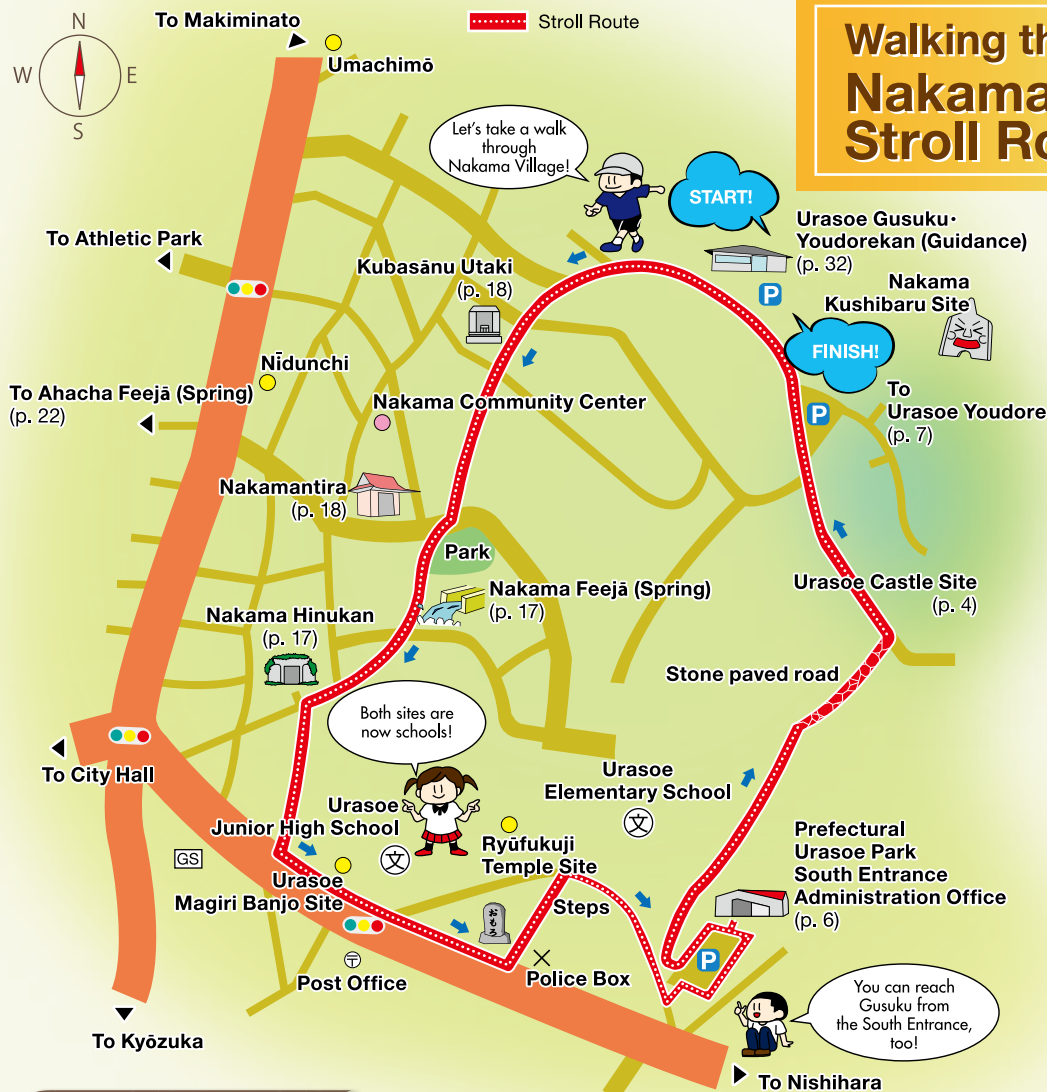 To Makiminato
Stroll Route
N
W
E
S
Umachimō
Walking th
Nakama
Stroll Ro
Let's take a walk
through
Nakama Village!
START!
Urasoe Gusuku・
Youdorekan (Guidance)
(p. 32)
To Athletic Park
Kubasānu Utaki
(p. 18)
P
Nakama
Kushibaru Site
FINISH!
Nīdunchi
To Ahacha Feejā (Spring)
(p. 22)
Nakama Community Center
P
To
Urasoe Youdore
(p. 7)
Nakamantira
(p. 18)
Park
Nakama Feejā (Spring)
(p. 17)
Urasoe Castle Site
(p. 4)
Nakama Hinukan
(p. 17)
Stone paved road
Both sites are
now schools!
To City Hall
Urasoe
Elementary School
文
Urasoe
Junior High School
文
Ryūfukuji
Temple Site
Prefectural
Urasoe Park
South Entrance
Administration Office
(p. 6)
GS
Urasoe
Magiri Banjo Site
おもろ
Steps
P
〒
Post Office
Police Box
You can reach
Gusuku from
the South Entrance,
too!
To Kyōzuka
To Nishihara